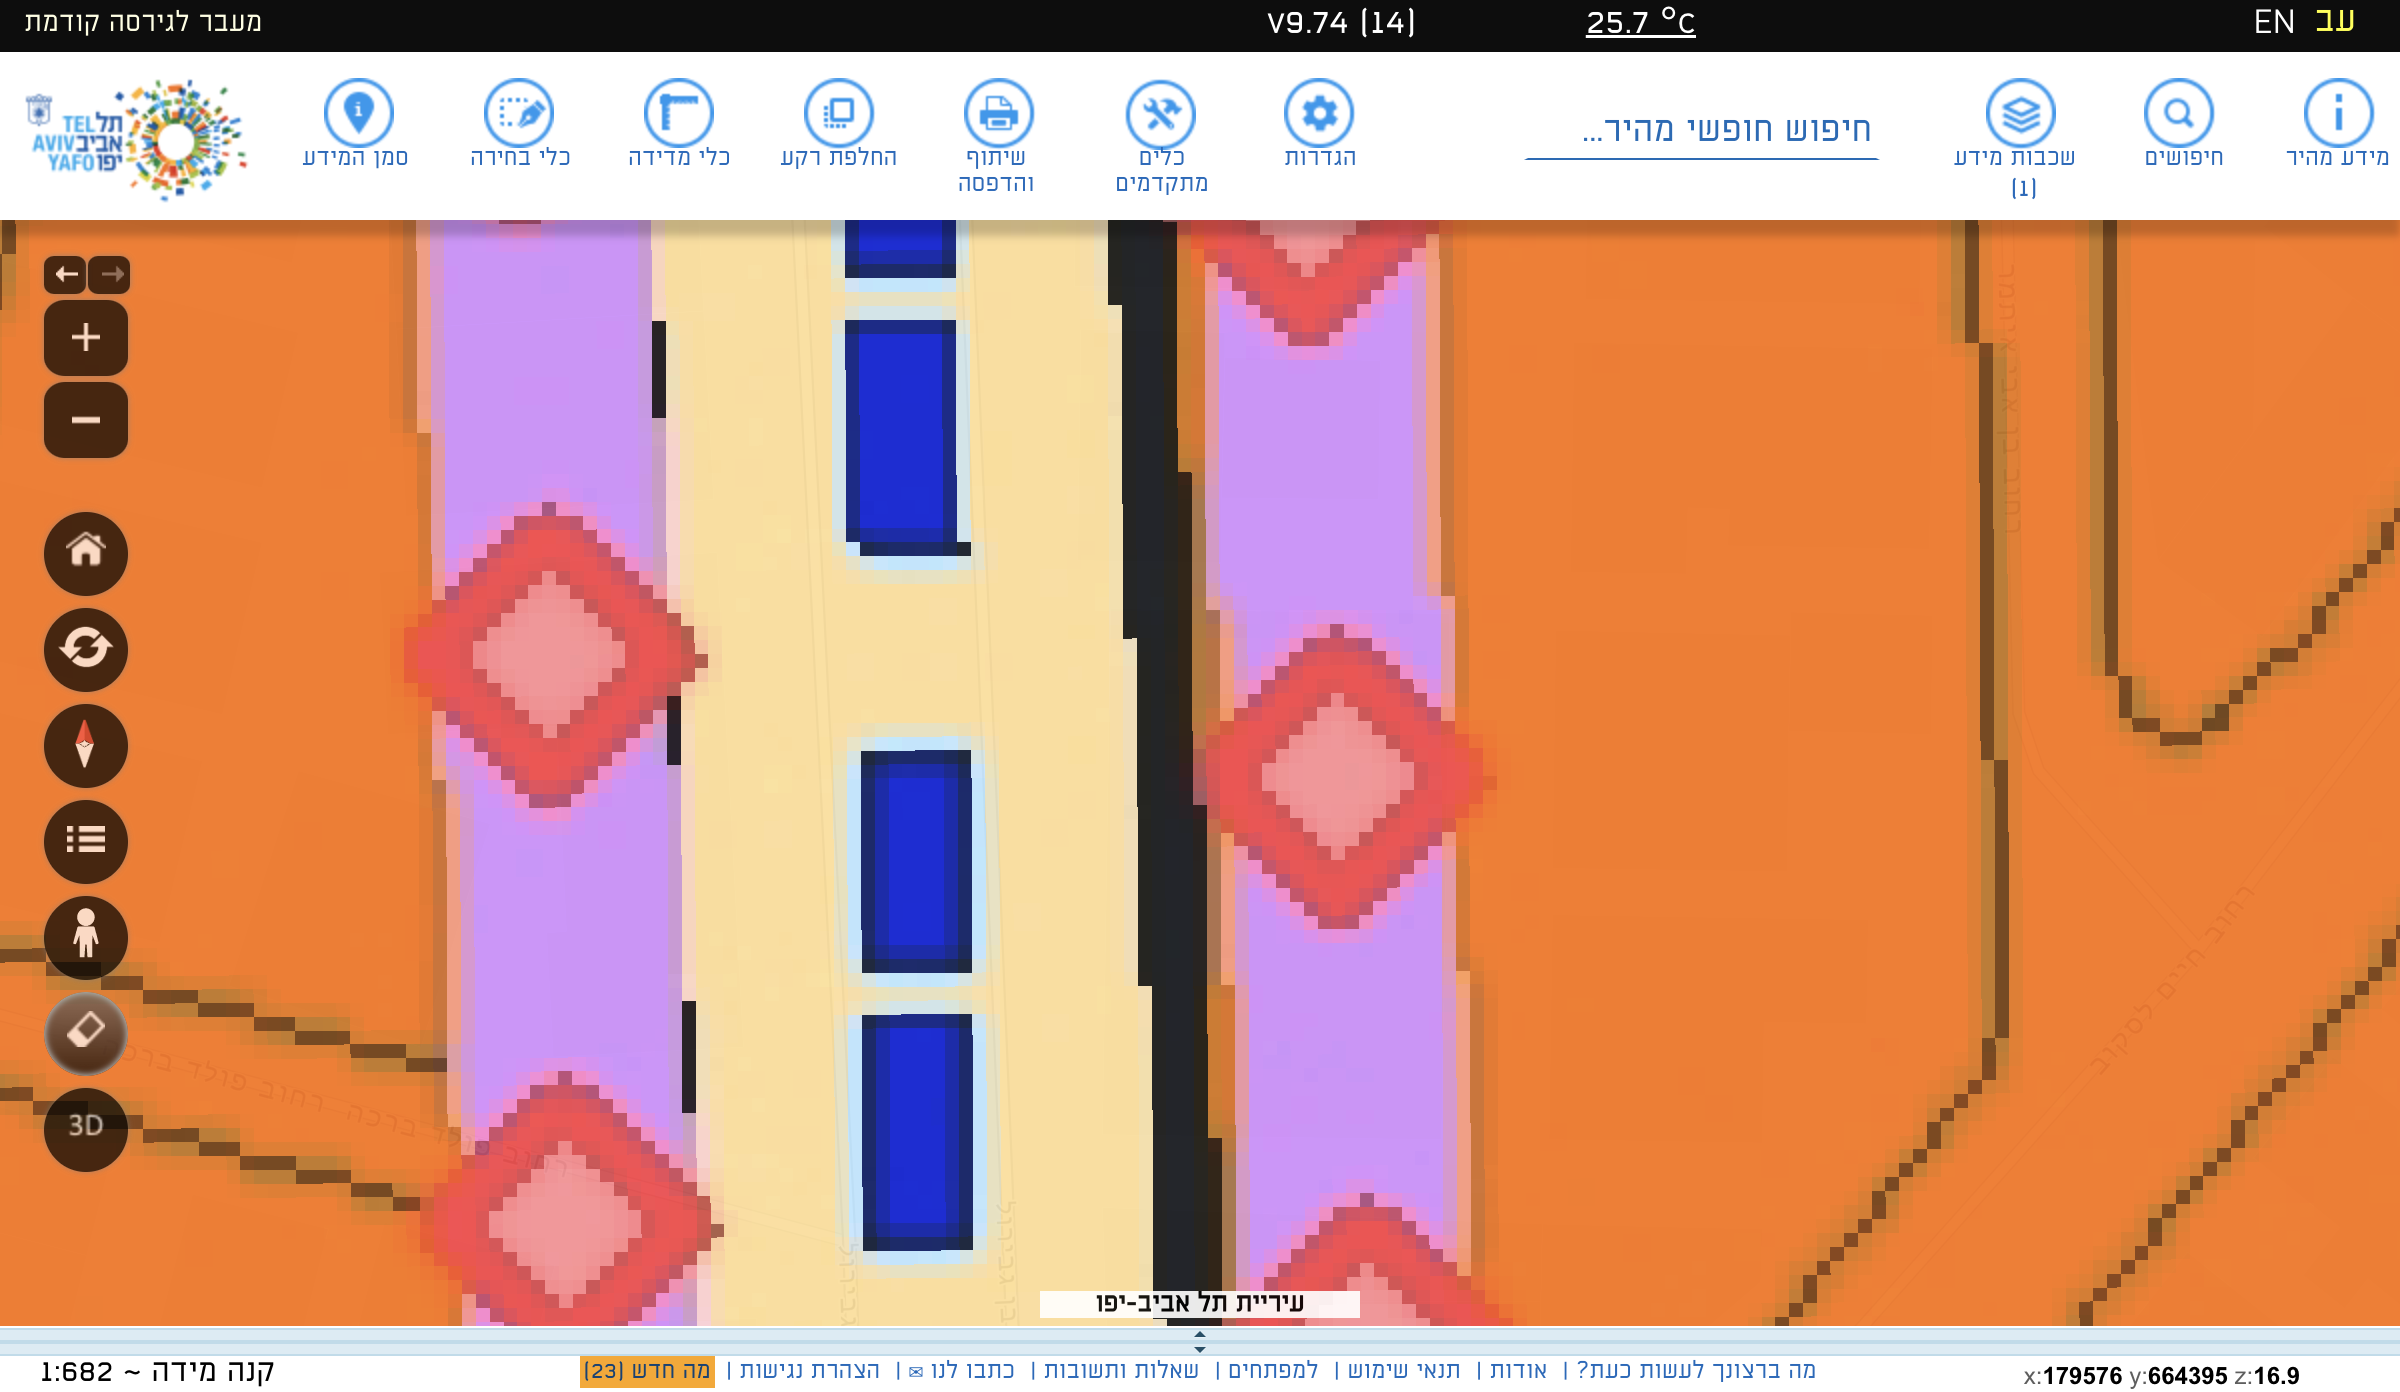 מעבר לגירסה קודמת
V9.74 (14)
25.7 °C
EN עב
תל אביב יפו
TEL AVIV YAFO
סמן המידע
כלי בחירה
כלי מדידה
החלפת רקע
שיתוף והדפסה
כלים מתקדמים
הגדרות
חיפוש חופשי מהיר...
שכבות מידע (1)
חיפושים
מידע מהיר
3D
רחוב פולד ברכה
רחוב פולד ברכה
רחוב חיים לסקוב
אבן גבירול
עיריית תל אביב-יפו
קנה מידה ~ 1:682
מה ברצונך לעשות כעת? | אודות | תנאי שימוש | למפתחים | שאלות ותשובות | כתבו לנו ✉ | הצהרת נגישות | מה חדש (23)
x:179576 y:664395 z:16.9